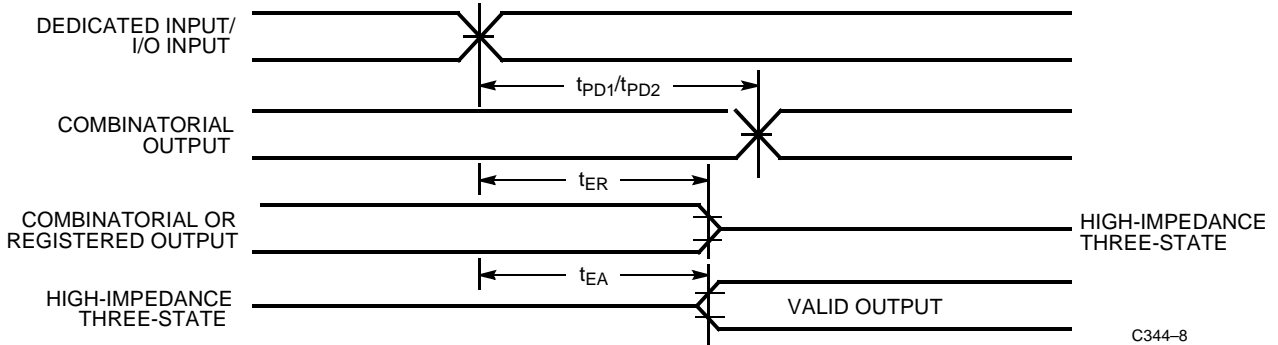 DEDICATED INPUT/
I/O INPUT
tPD1/tPD2
COMBINATORIAL
OUTPUT
tER
COMBINATORIAL OR
REGISTERED OUTPUT
HIGH-IMPEDANCE
THREE-STATE
tEA
HIGH-IMPEDANCE
THREE-STATE
VALID OUTPUT
C344–8